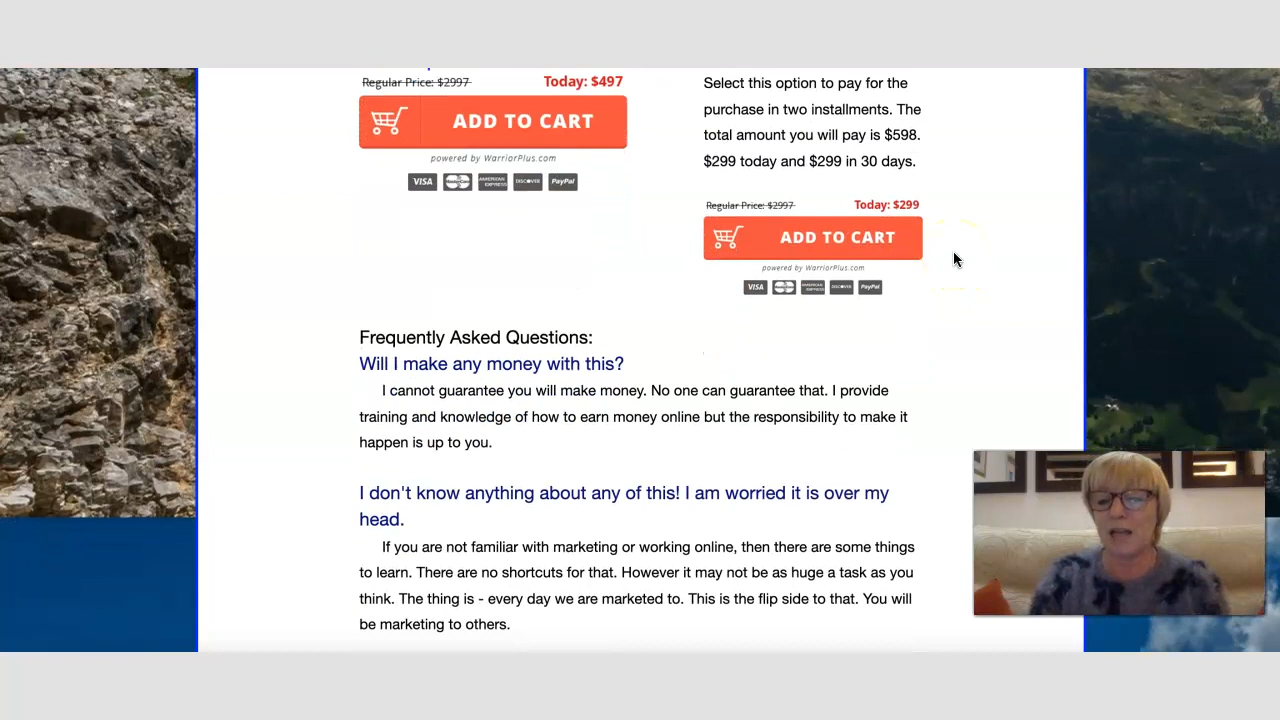 Regular Price: $2997 Today: $497
ADD TO CART
powered by WarriorPlus.com
VISA MasterCard AMERICAN EXPRESS DISCOVER PayPal
Select this option to pay for the
purchase in two installments. The
total amount you will pay is $598.
$299 today and $299 in 30 days.
Regular Price: $2997 Today: $299
ADD TO CART
powered by WarriorPlus.com
VISA MasterCard AMERICAN EXPRESS DISCOVER PayPal
Frequently Asked Questions:
Will I make any money with this?
I cannot guarantee you will make money. No one can guarantee that. I provide
training and knowledge of how to earn money online but the responsibility to make it
happen is up to you.
I don't know anything about any of this! I am worried it is over my
head.
If you are not familiar with marketing or working online, then there are some things
to learn. There are no shortcuts for that. However it may not be as huge a task as you
think. The thing is - every day we are marketed to. This is the flip side to that. You will
be marketing to others.